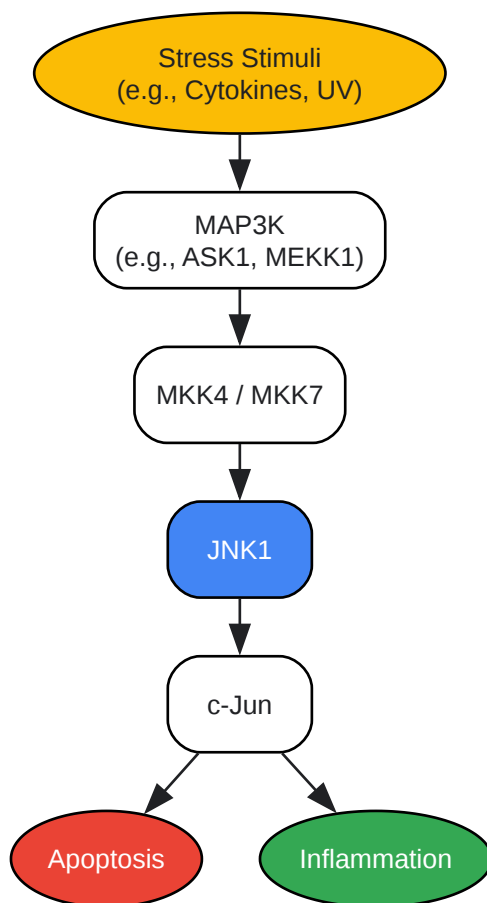 Stress Stimuli
(e.g., Cytokines, UV)
MAP3K
(e.g., ASK1, MEKK1)
MKK4 / MKK7
JNK1
c-Jun
Apoptosis
Inflammation